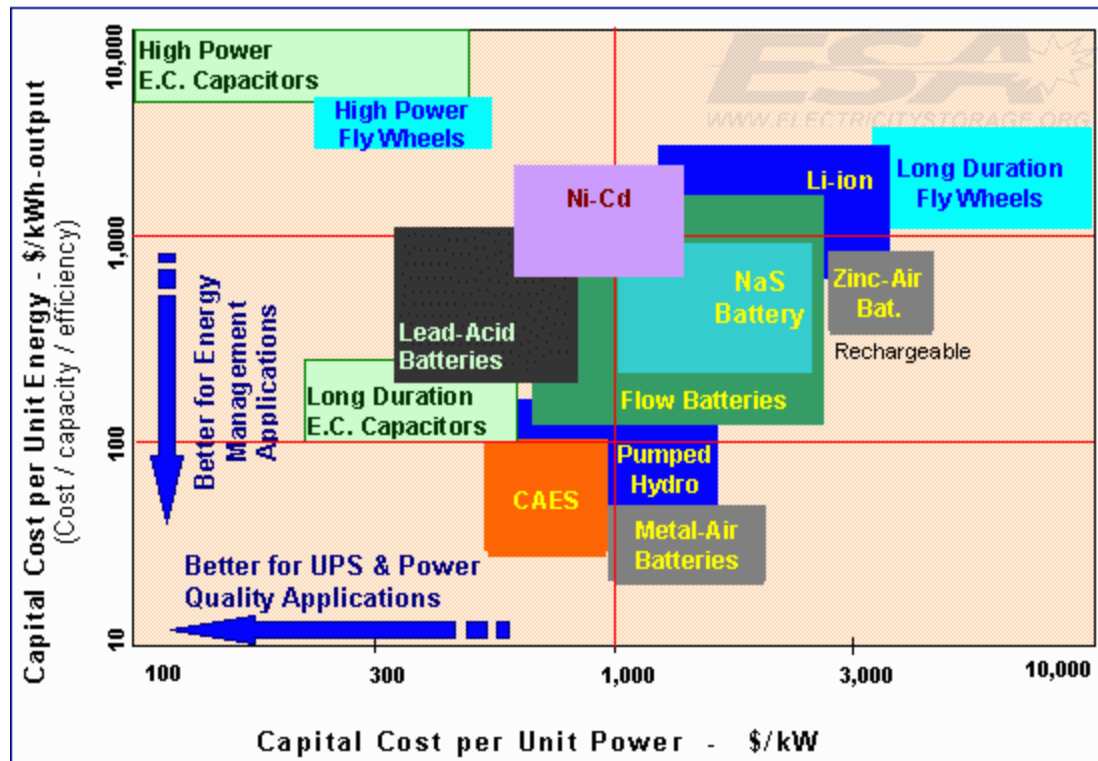 Capital Cost per Unit Energy - $/kWh-output
(Cost / capacity / efficiency)
10,000
1,000
100
10
High Power
E.C. Capacitors
High Power
Fly Wheels
ESA
WWW.ELECTRICITYSTORAGE.ORG
Ni-Cd
Li-ion
Long Duration
Fly Wheels
NaS
Battery
Zinc-Air
Bat.
Rechargeable
Lead-Acid
Batteries
Flow Batteries
Long Duration
E.C. Capacitors
Pumped
Hydro
CAES
Metal-Air
Batteries
Better for Energy
Management
Applications
Better for UPS & Power
Quality Applications
100
300
1,000
3,000
10,000
Capital Cost per Unit Power - $/kW